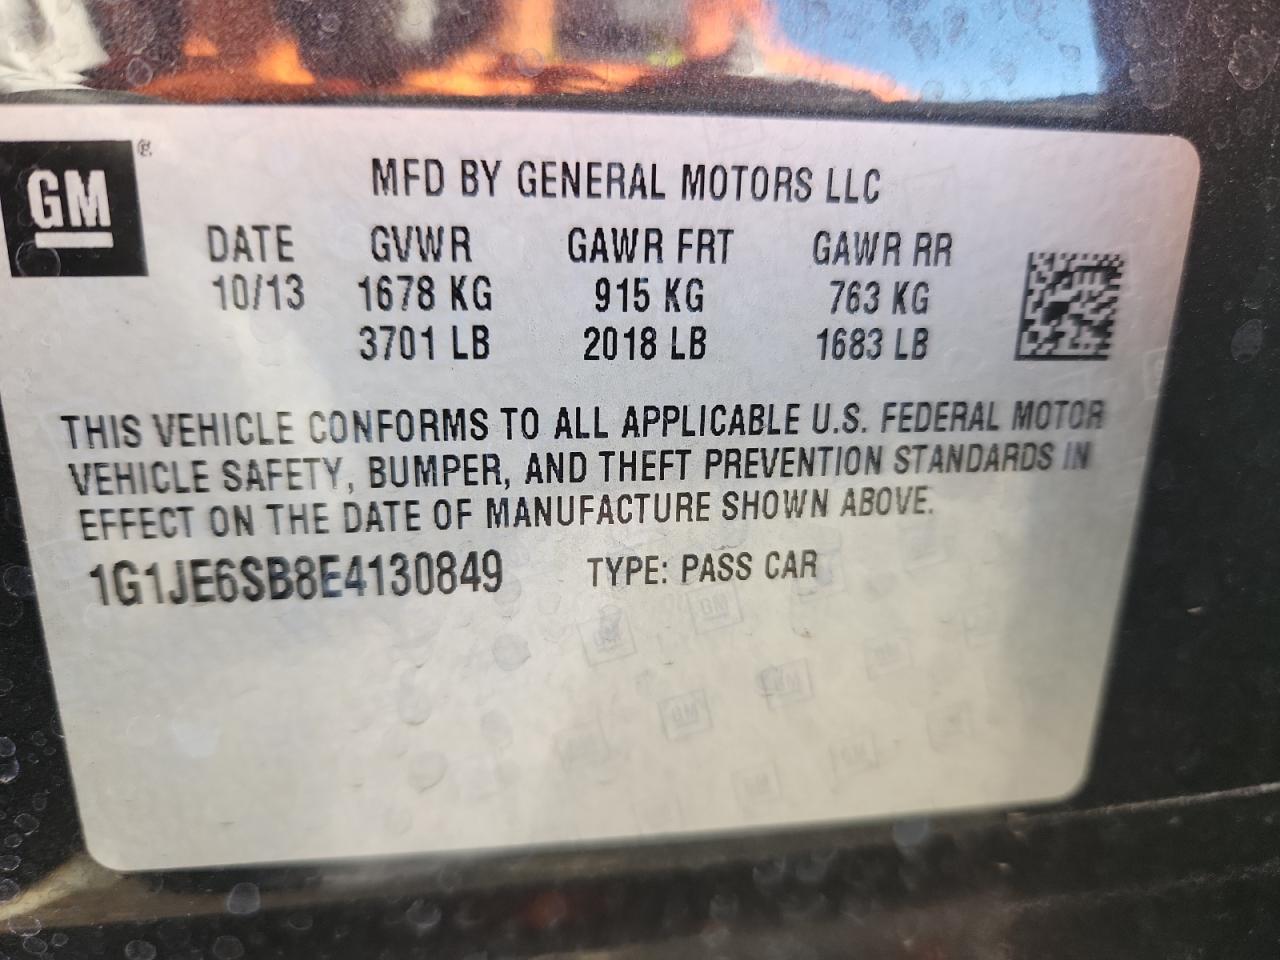 GM ®
MFD BY GENERAL MOTORS LLC
DATE GVWR GAWR FRT GAWR RR
10/13 1678 KG 915 KG 763 KG
3701 LB 2018 LB 1683 LB
THIS VEHICLE CONFORMS TO ALL APPLICABLE U.S. FEDERAL MOTOR
VEHICLE SAFETY, BUMPER, AND THEFT PREVENTION STANDARDS IN
EFFECT ON THE DATE OF MANUFACTURE SHOWN ABOVE.
1G1JE6SB8E4130849 TYPE: PASS CAR